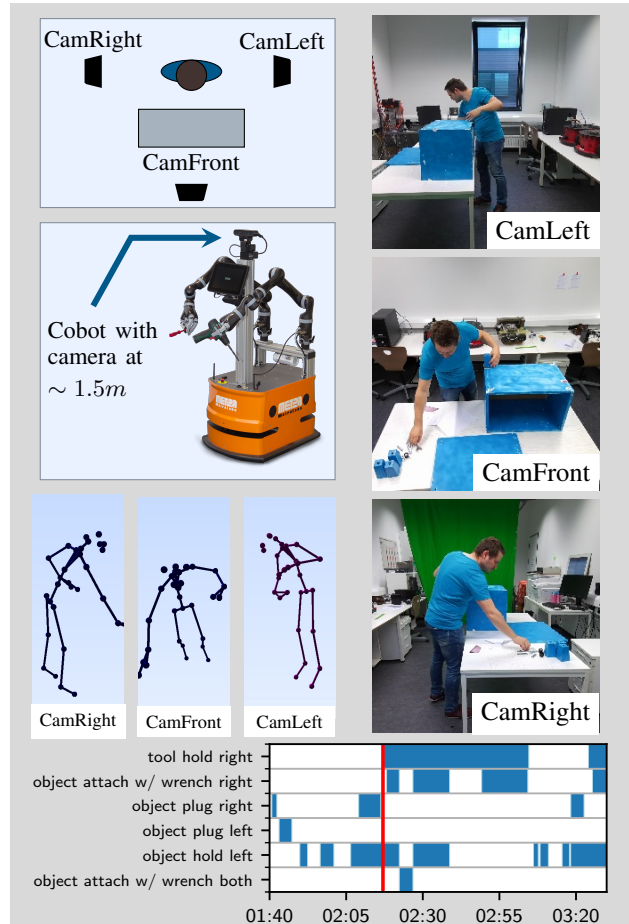 CamRight
CamLeft
CamFront
CamLeft
Cobot with
camera at
∼ 1.5m
CamFront
CamRight
CamFront
CamLeft
CamRight
tool hold right
object attach w/ wrench right
object plug right
object plug left
object hold left
object attach w/ wrench both
01:40 02:05 02:30 02:55 03:20